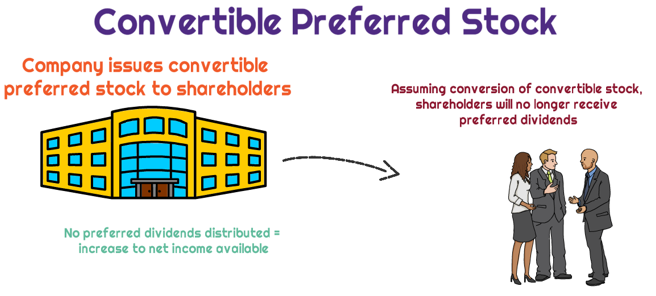 Convertible Preferred Stock
Company issues convertible
preferred stock to shareholders
Assuming conversion of convertible stock,
shareholders will no longer receive
preferred dividends
No preferred dividends distributed =
increase to net income available